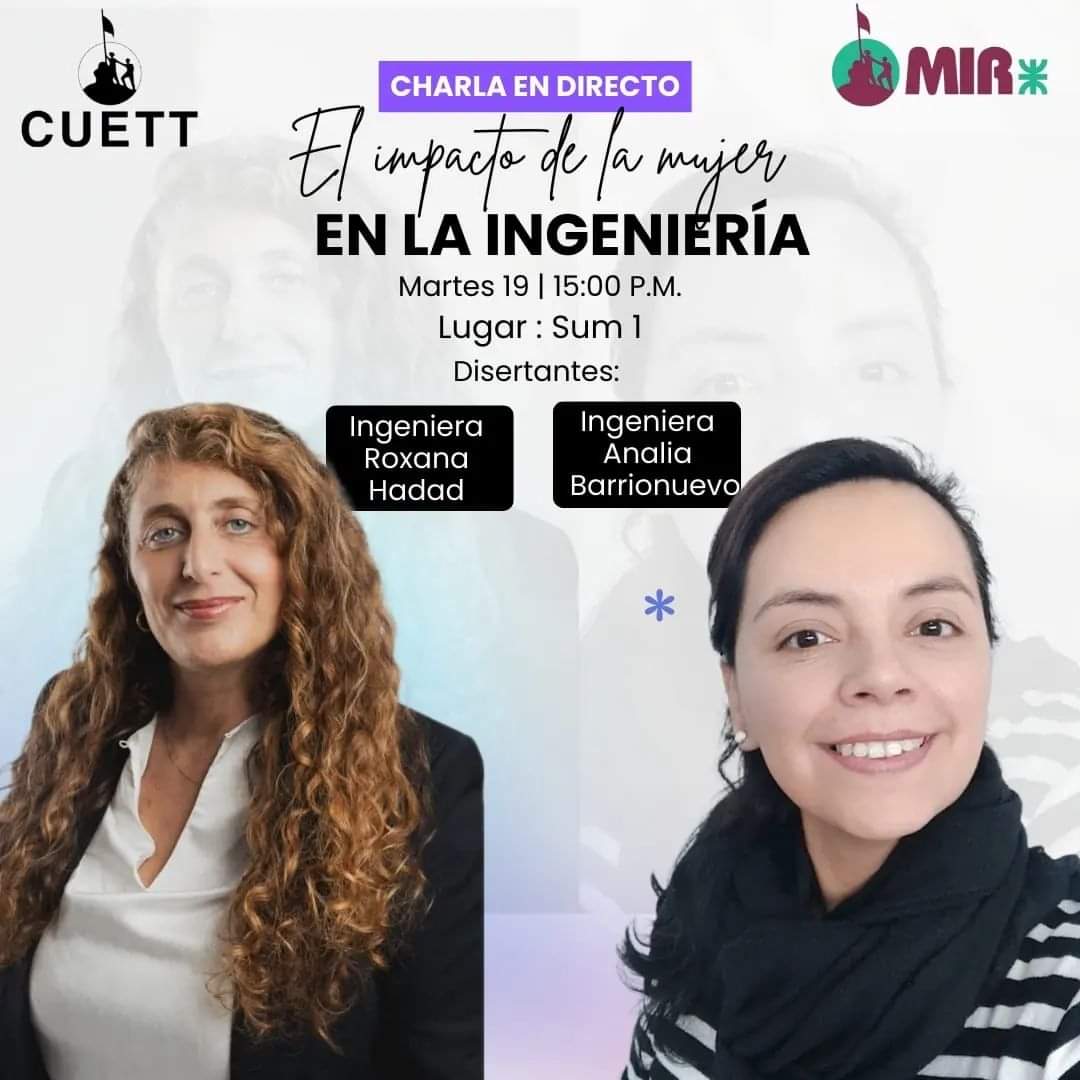 CUETT
MIR
CHARLA EN DIRECTO
El impacto de la mujer
EN LA INGENIERÍA
Martes 19 | 15:00 P.M.
Lugar : Sum 1
Disertantes:
Ingeniera
Roxana
Hadad
Ingeniera
Analia
Barrionuevo